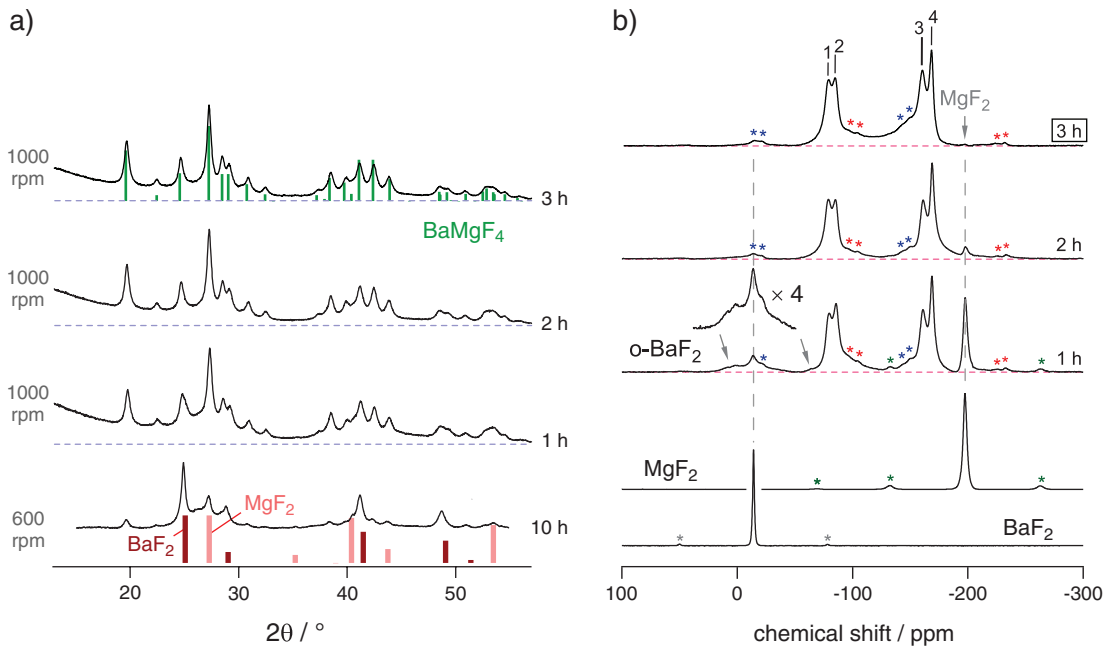 a)
1000
rpm
3 h
BaMgF4
1000
rpm
2 h
1000
rpm
1 h
600
rpm
BaF2
MgF2
10 h
20 30 40 50
2θ / °
b)
1 2 3 4
MgF2
* * * * * * * *
3 h
* * * * * * * *
2 h
× 4
o-BaF2
* * * * * * * * * *
1 h
MgF2
* * *
BaF2
* *
100 0 -100 -200 -300
chemical shift / ppm